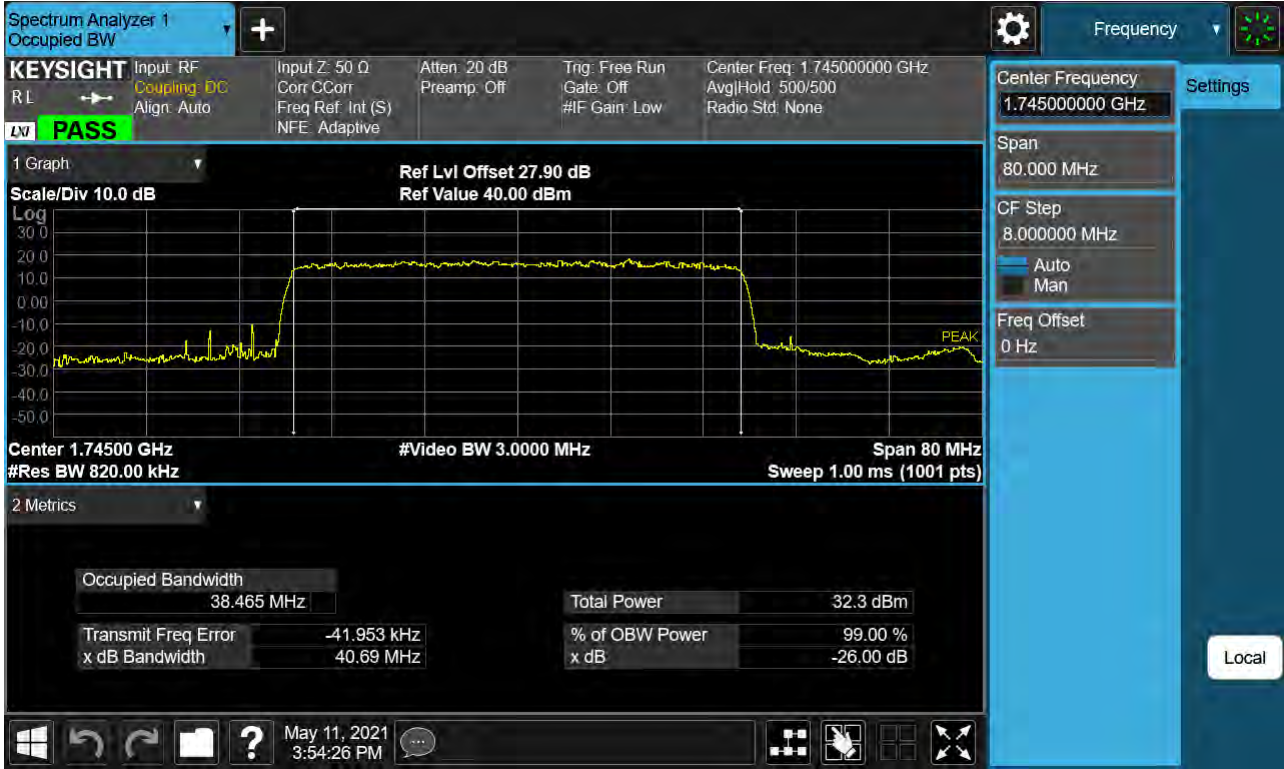 Spectrum Analyzer 1
Occupied BW
Frequency
KEYSIGHT
R L
LXI
PASS
Input: RF
Coupling: DC
Align: Auto
Input Z: 50 Ω
Corr CCorr
Freq Ref: Int (S)
NFE: Adaptive
Atten: 20 dB
Preamp: Off
Trig: Free Run
Gate: Off
#IF Gain: Low
Center Freq: 1.745000000 GHz
Avg|Hold: 500/500
Radio Std: None
Center Frequency
1.745000000 GHz
Settings
Span
80.000 MHz
CF Step
8.000000 MHz
Auto
Man
Freq Offset
0 Hz
Local
1 Graph
Scale/Div 10.0 dB
Ref Lvl Offset 27.90 dB
Ref Value 40.00 dBm
Log
30.0
20.0
10.0
0.00
-10.0
-20.0
-30.0
-40.0
-50.0
PEAK
Center 1.74500 GHz
#Video BW 3.0000 MHz
Span 80 MHz
#Res BW 820.00 kHz
Sweep 1.00 ms (1001 pts)
2 Metrics
Occupied Bandwidth
38.465 MHz
Total Power 32.3 dBm
Transmit Freq Error -41.953 kHz
% of OBW Power 99.00 %
x dB Bandwidth 40.69 MHz
x dB -26.00 dB
May 11, 2021
3:54:26 PM